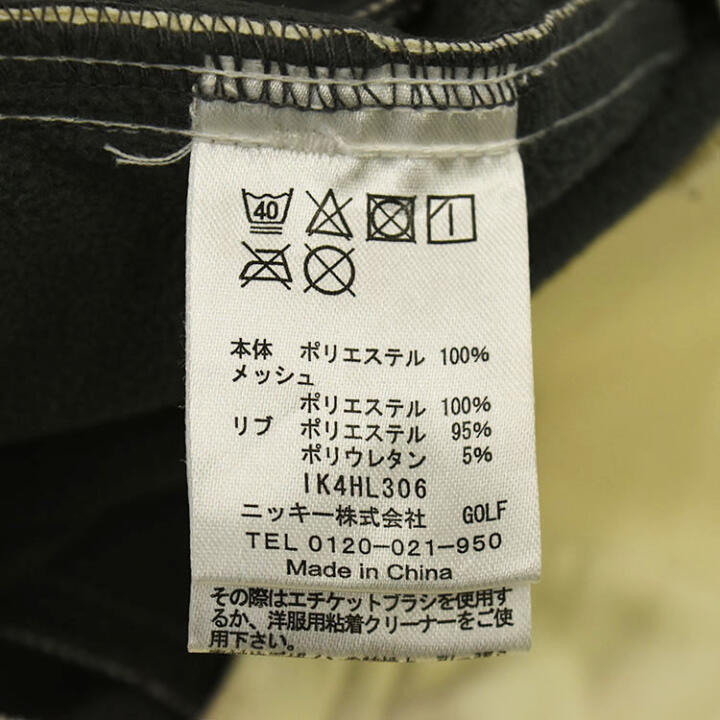 40
本体 ポリエステル 100%
メッシュ
ポリエステル 100%
リブ ポリエステル 95%
ポリウレタン 5%
IK4HL306
ニッキー株式会社 GOLF
TEL 0120-021-950
Made in China
その際はエチケットブラシを使用す
るか、洋服用粘着クリーナーをご使
用下さい。